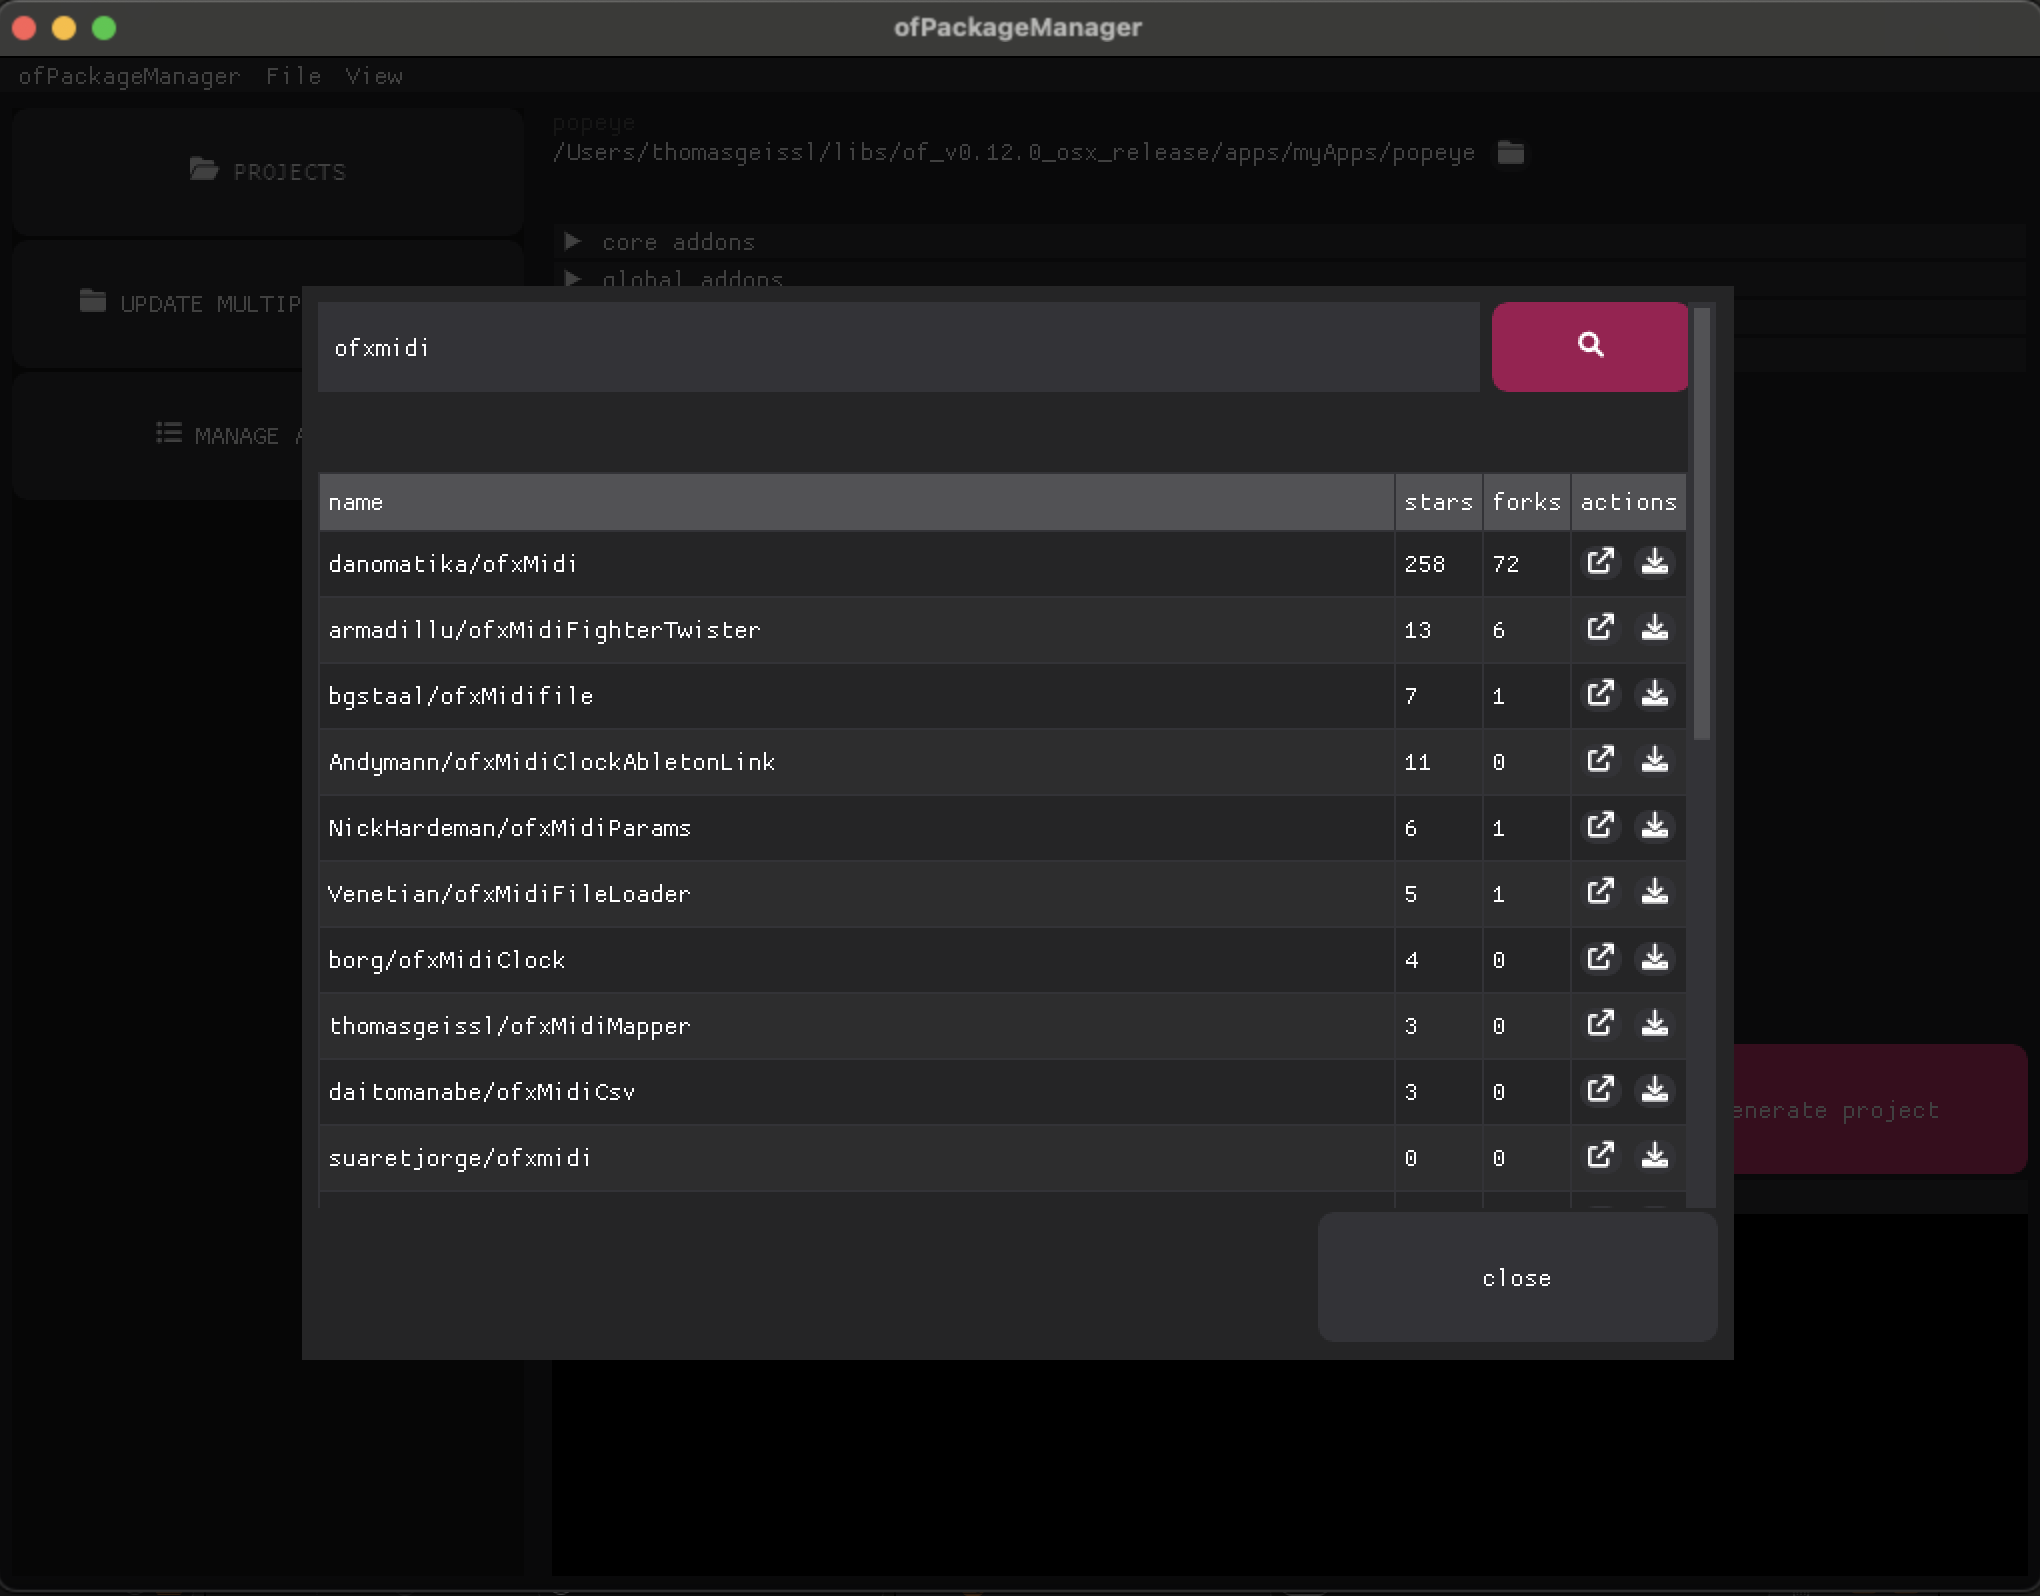 ofPackageManager
ofPackageManager File View
popeye
/Users/thomasgeissl/libs/of_v0.12.0_osx_release/apps/myApps/popeye
PROJECTS
core addons
global addons
UPDATE MULTIP
ofxmidi
MANAGE A
name stars forks actions
danomatika/ofxMidi 258 72
armadillu/ofxMidiFighterTwister 13 6
bgstaal/ofxMidifile 7 1
Andymann/ofxMidiClockAbletonLink 11 0
NickHardeman/ofxMidiParams 6 1
Venetian/ofxMidiFileLoader 5 1
borg/ofxMidiClock 4 0
thomasgeissl/ofxMidiMapper 3 0
daitomanabe/ofxMidiCsv 3 0
suaretjorge/ofxmidi 0 0
enerate project
close